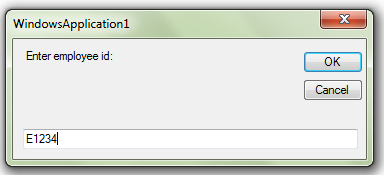 WindowsApplication1
Enter employee id:
OK
Cancel
E1234